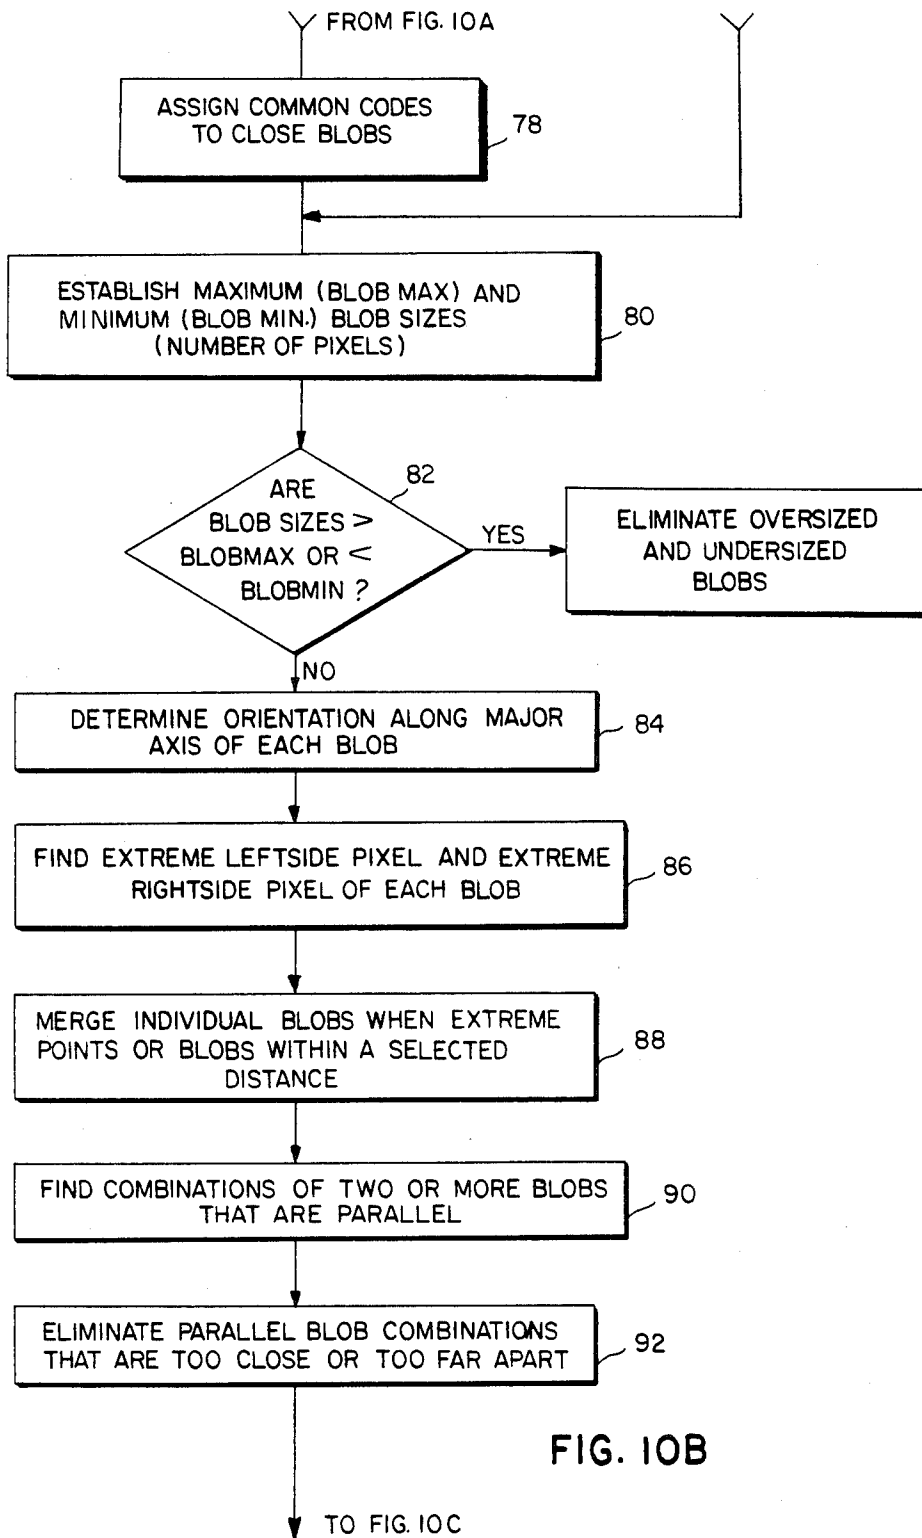 FROM FIG. 10A
ASSIGN COMMON CODES
TO CLOSE BLOBS
78
ESTABLISH MAXIMUM (BLOB MAX) AND
MINIMUM (BLOB MIN.) BLOB SIZES
(NUMBER OF PIXELS)
80
ARE
BLOB SIZES >
BLOBMAX OR <
BLOBMIN ?
82
YES
ELIMINATE OVERSIZED
AND UNDERSIZED
BLOBS
NO
DETERMINE ORIENTATION ALONG MAJOR
AXIS OF EACH BLOB
84
FIND EXTREME LEFTSIDE PIXEL AND EXTREME
RIGHTSIDE PIXEL OF EACH BLOB
86
MERGE INDIVIDUAL BLOBS WHEN EXTREME
POINTS OR BLOBS WITHIN A SELECTED
DISTANCE
88
FIND COMBINATIONS OF TWO OR MORE BLOBS
THAT ARE PARALLEL
90
ELIMINATE PARALLEL BLOB COMBINATIONS
THAT ARE TOO CLOSE OR TOO FAR APART
92
FIG. 10B
TO FIG. 10C